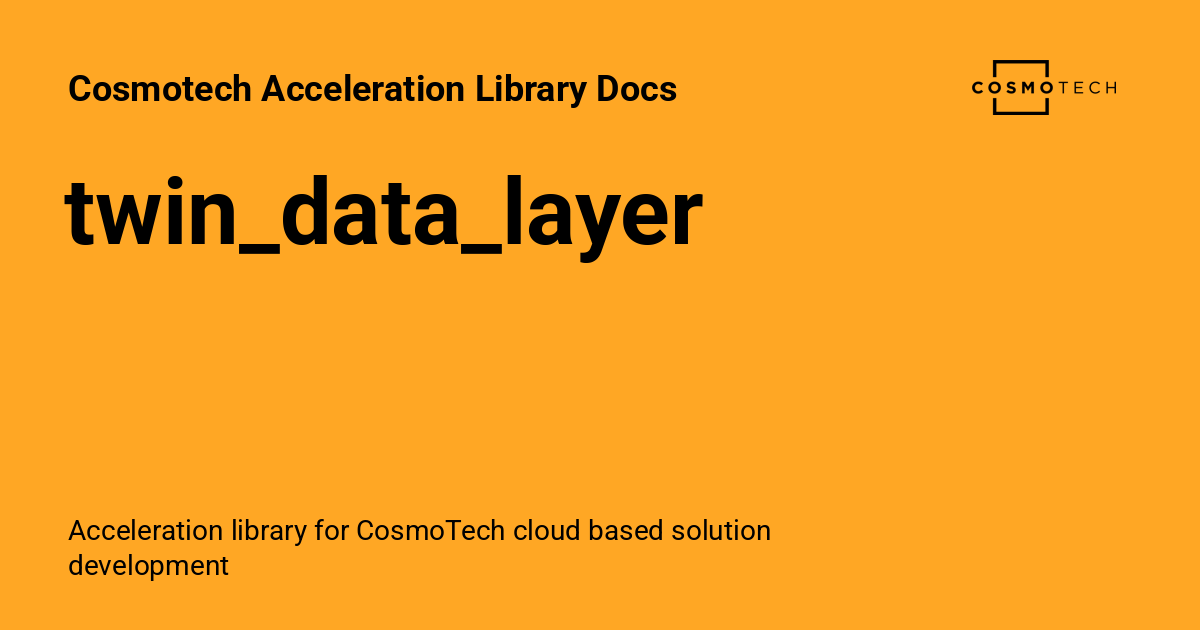 Cosmotech Acceleration Library Docs
COSMOTECH
twin_data_layer
Acceleration library for CosmoTech cloud based solution
development